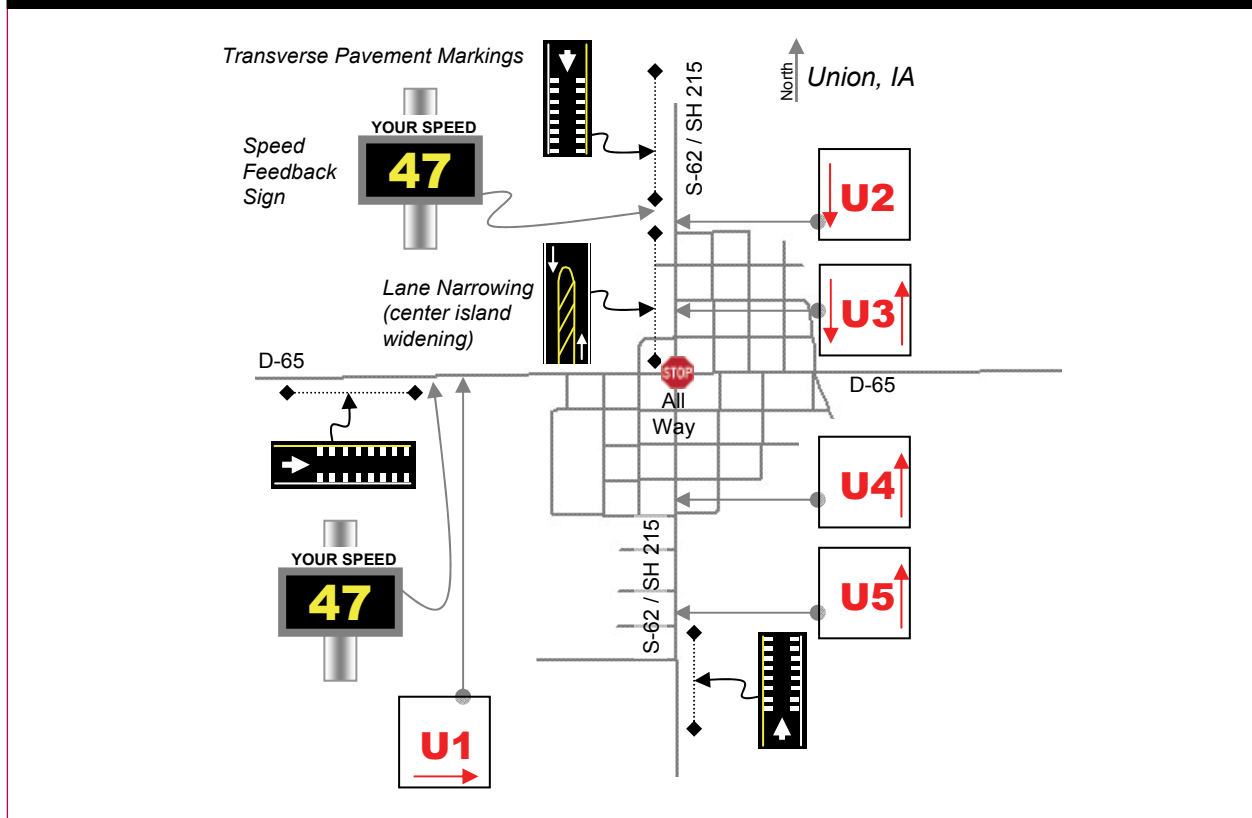 Transverse Pavement Markings
S-62 / SH 215
North
Union, IA
YOUR SPEED
47
Speed
Feedback
Sign
U2
Lane Narrowing
(center island
widening)
U3
D-65
STOP
All
Way
D-65
U4
YOUR SPEED
47
S-62 / SH 215
U5
U1